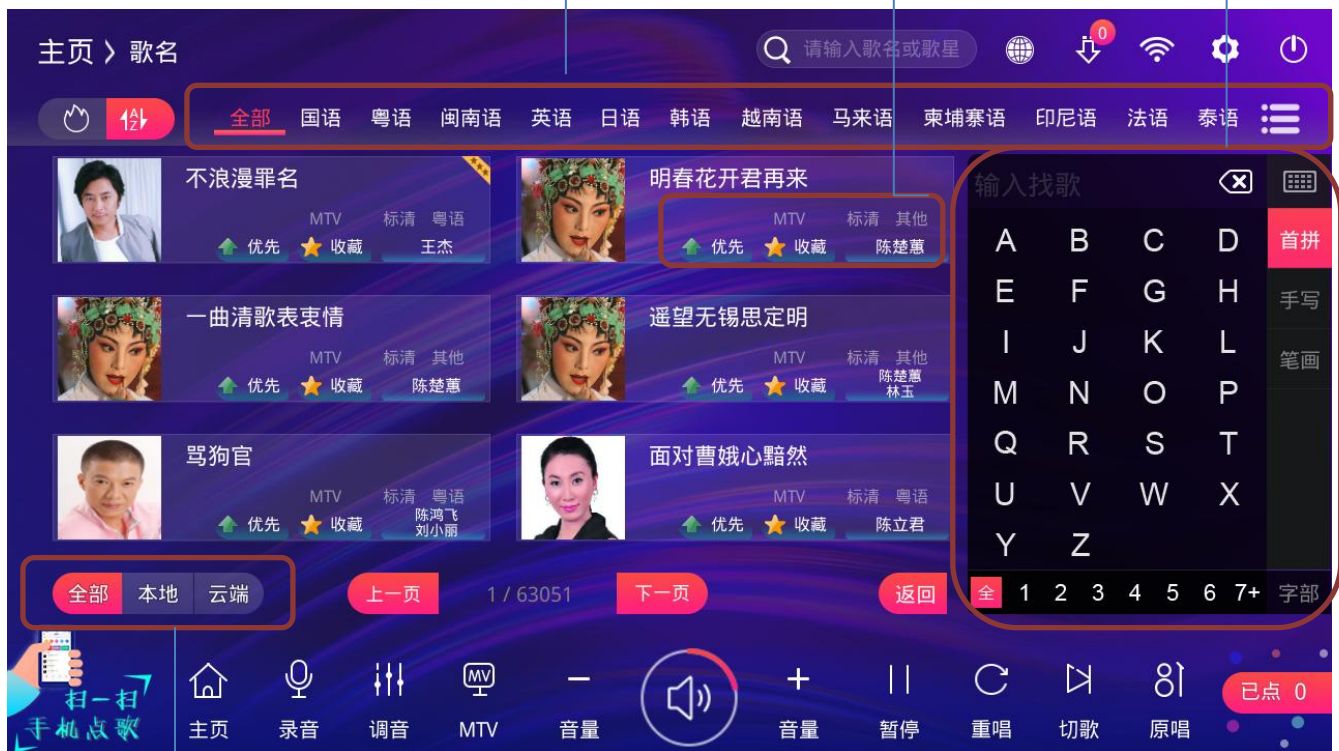 主页 》 歌名
请输入歌名或歌星
0
全部 国语 粤语 闽南语 英语 日语 韩语 越南语 马来语 柬埔寨语 印尼语 法语 泰语
不浪漫罪名
MTV 标清 粤语
优先 收藏 王杰
明春花开君再来
MTV 标清 其他
优先 收藏 陈楚蕙
一曲清歌表衷情
MTV 标清 其他
优先 收藏 陈楚蕙
遥望无锡思定明
MTV 标清 其他
优先 收藏 陈楚蕙
林玉
骂狗官
MTV 标清 粤语
优先 收藏 陈鸿飞
刘小丽
面对曹娥心黯然
MTV 标清 粤语
优先 收藏 陈立君
输入找歌
A B C D 首拼
E F G H 手写
I J K L 笔画
M N O P
Q R S T
U V W X
Y Z
全 1 2 3 4 5 6 7+ 字部
全部 本地 云端 上一页 1 / 63051 下一页 返回
扫一扫
手机点歌
MV
主页 录音 调音 MTV 音量 音量 暂停 重唱 切歌 原唱 已点 0